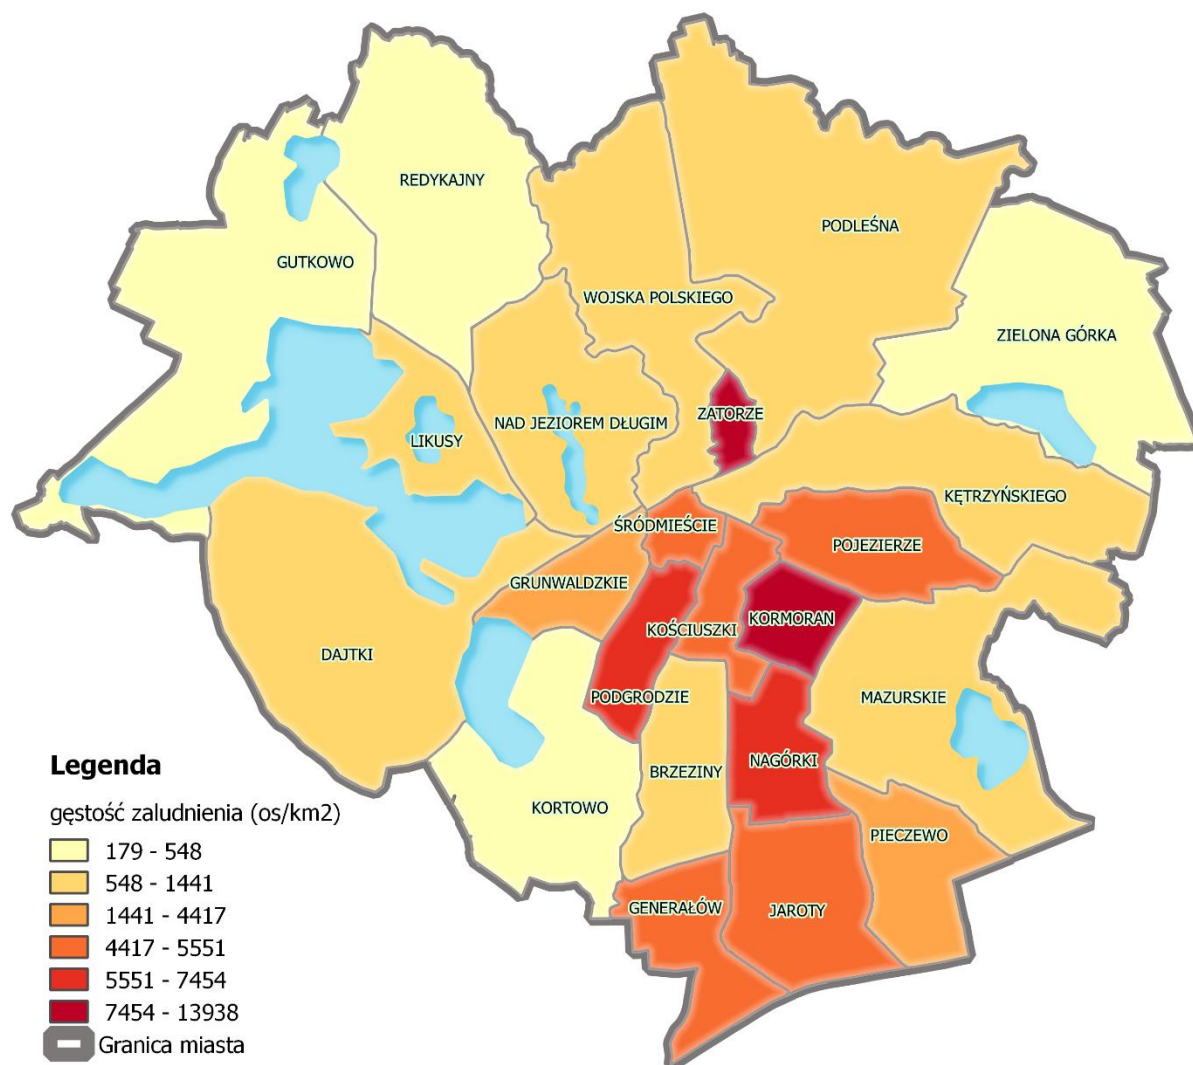 REDYKAJNY
PODLEŚNA
GUTKOWO
WOJSKA POLSKIEGO
ZIELONA GÓRKA
ZATORZE
NAD JEZIOREM DŁUGIM
LIKUSY
KĘTRZYŃSKIEGO
ŚRÓDMIEŚCIE
POJEZIERZE
GRUNWALDZKIE
KORMORAN
KOŚCIUSZKI
DAJTKI
PODGRODZIE
MAZURSKIE
NAGÓRKI
BRZEZINY
KORTOWO
PIECZEWO
GENERAŁÓW
JAROTY
Legenda
gęstość zaludnienia (os/km2)
179 - 548
548 - 1441
1441 - 4417
4417 - 5551
5551 - 7454
7454 - 13938
Granica miasta